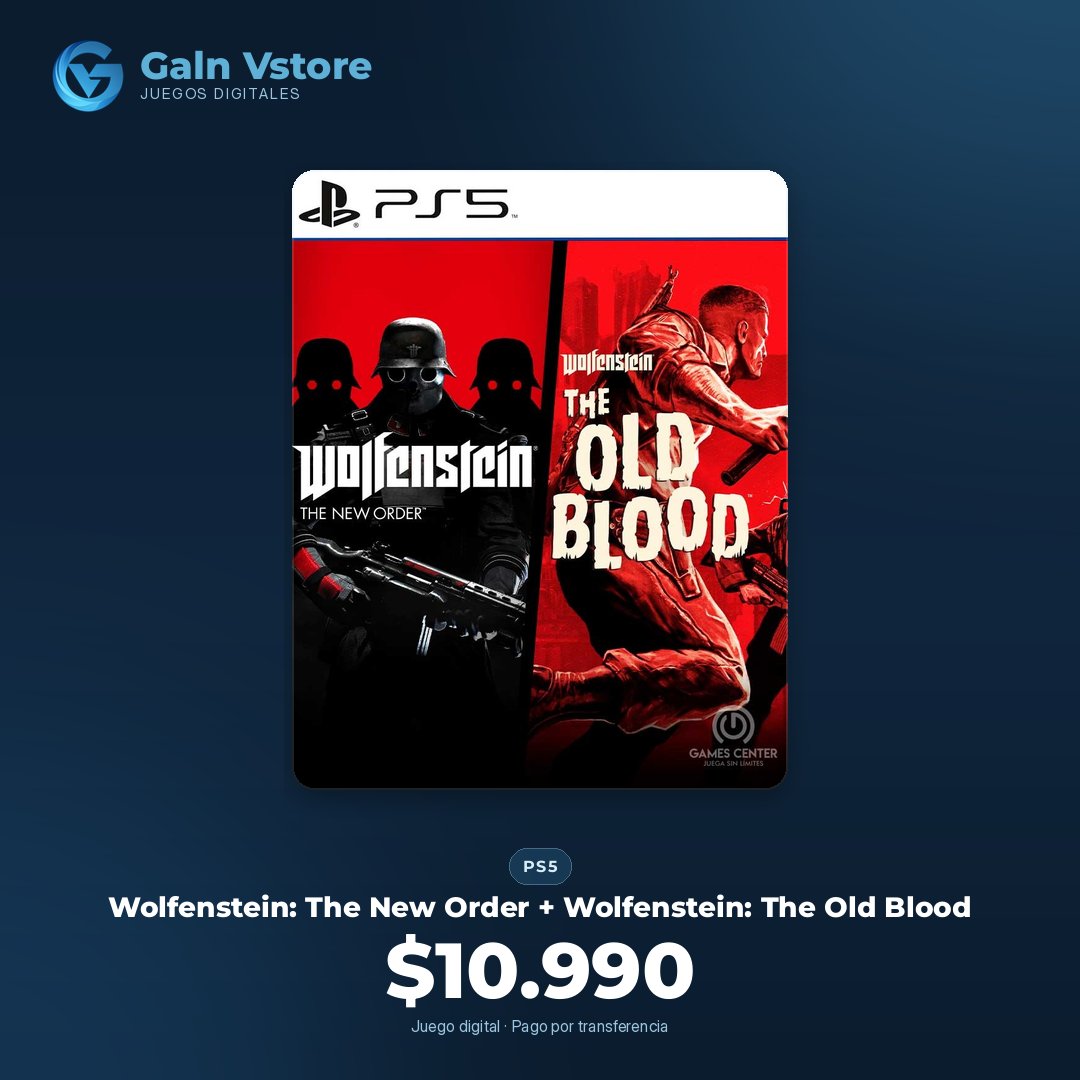 Galn Vstore
JUEGOS DIGITALES
PS5
wolfenstein
THE NEW ORDER
wolfenstein
THE
OLD
BLOOD
GAMES CENTER
JUEGA SIN LÍMITES
PS5
Wolfenstein: The New Order + Wolfenstein: The Old Blood
$10.990
Juego digital · Pago por transferencia